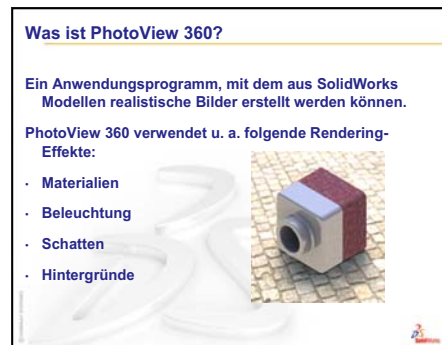 Was ist PhotoView 360?
Ein Anwendungsprogramm, mit dem aus SolidWorks
Modellen realistische Bilder erstellt werden können.
PhotoView 360 verwendet u. a. folgende Rendering-
Effekte:
· Materialien
· Beleuchtung
· Schatten
· Hintergründe
SolidWorks